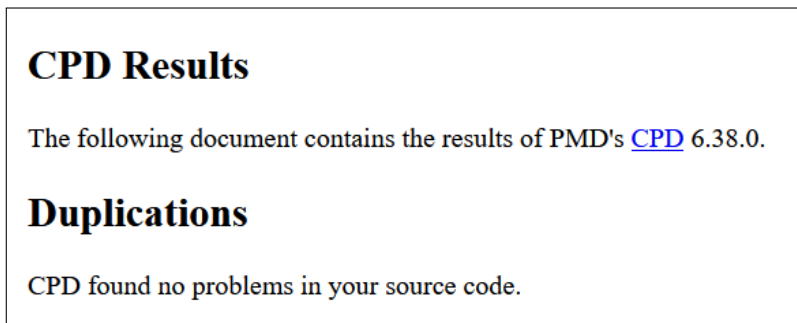 CPD Results
The following document contains the results of PMD's CPD 6.38.0.
Duplications
CPD found no problems in your source code.